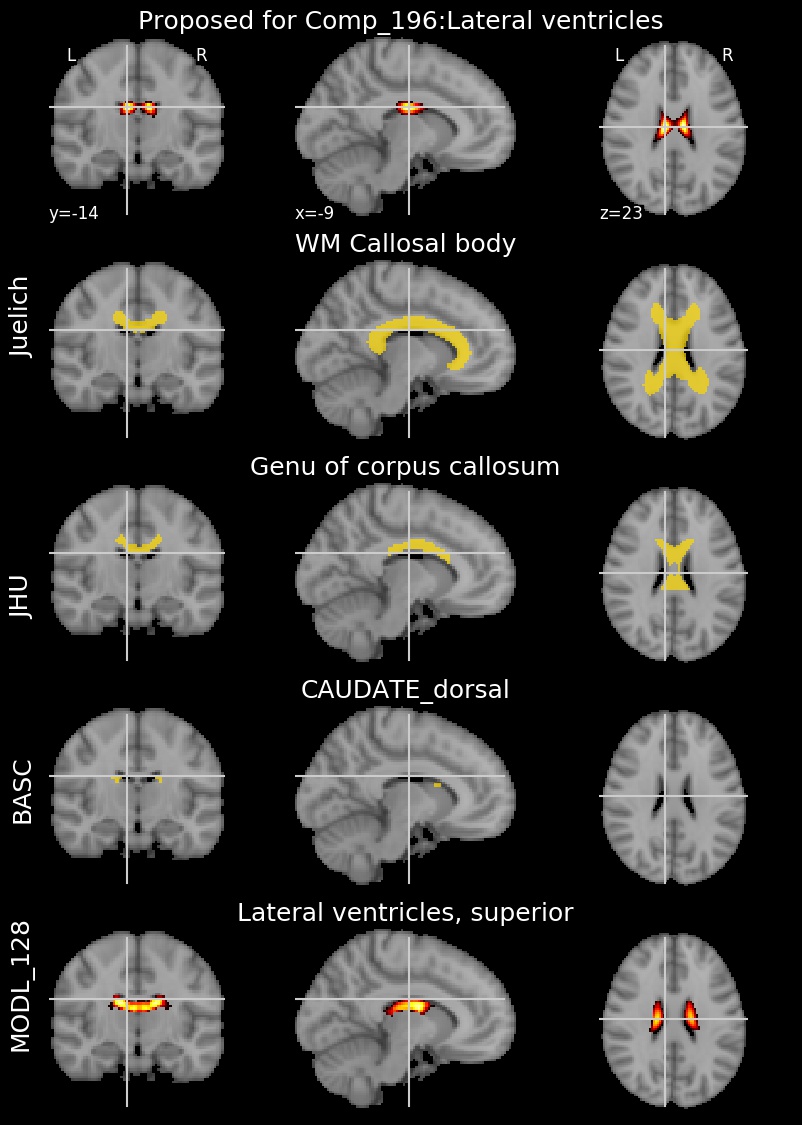 Proposed for Comp_196:Lateral ventricles
L R L R
y=-14 x=-9 z=23
WM Callosal body
Juelich
Genu of corpus callosum
JHU
CAUDATE_dorsal
BASC
Lateral ventricles, superior
MODL_128